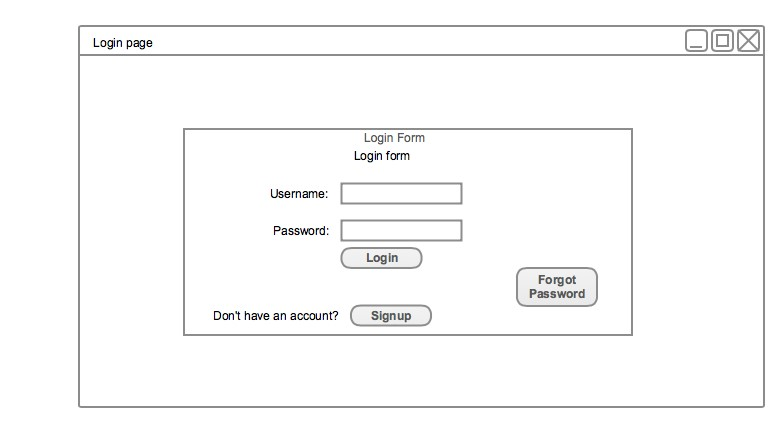 Login page
Login Form
Login form
Username:
Password:
Login
Forgot
Password
Don't have an account? Signup